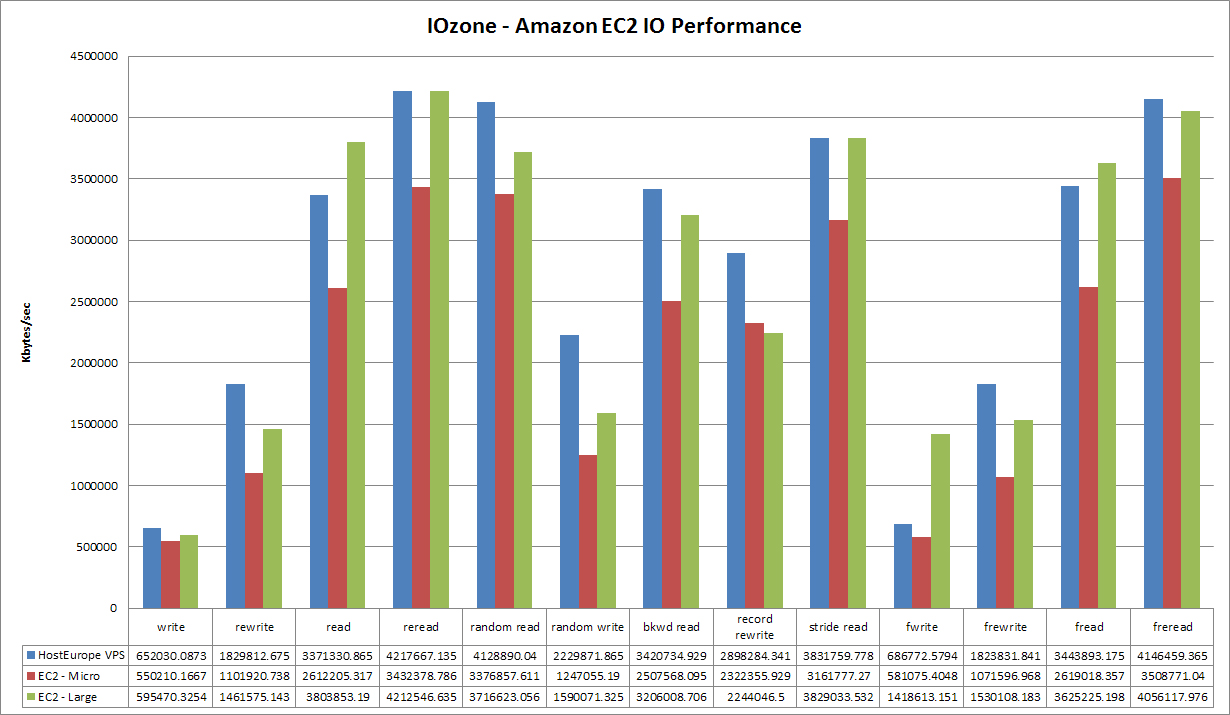 IOzone - Amazon EC2 IO Performance
4500000
4000000
3500000
3000000
2500000
2000000
1500000
1000000
500000
0
Kbytes/sec
write rewrite read reread random read random write bkwd read record rewrite stride read fwrite frewrite fread freread
HostEurope VPS 652030.0873 1829812.675 3371330.865 4217667.135 4128890.04 2229871.865 3420734.929 2898284.341 3831759.778 686772.5794 1823831.841 3443893.175 4146459.365
EC2 - Micro 550210.1667 1101920.738 2612205.317 3432378.786 3376857.611 1247055.19 2507568.095 2322355.929 3161777.27 581075.4048 1071596.968 2619018.357 3508771.04
EC2 - Large 595470.3254 1461575.143 3803853.19 4212546.635 3716623.056 1590071.325 3206008.706 2244046.5 3829033.532 1418613.151 1530108.183 3625225.198 4056117.976